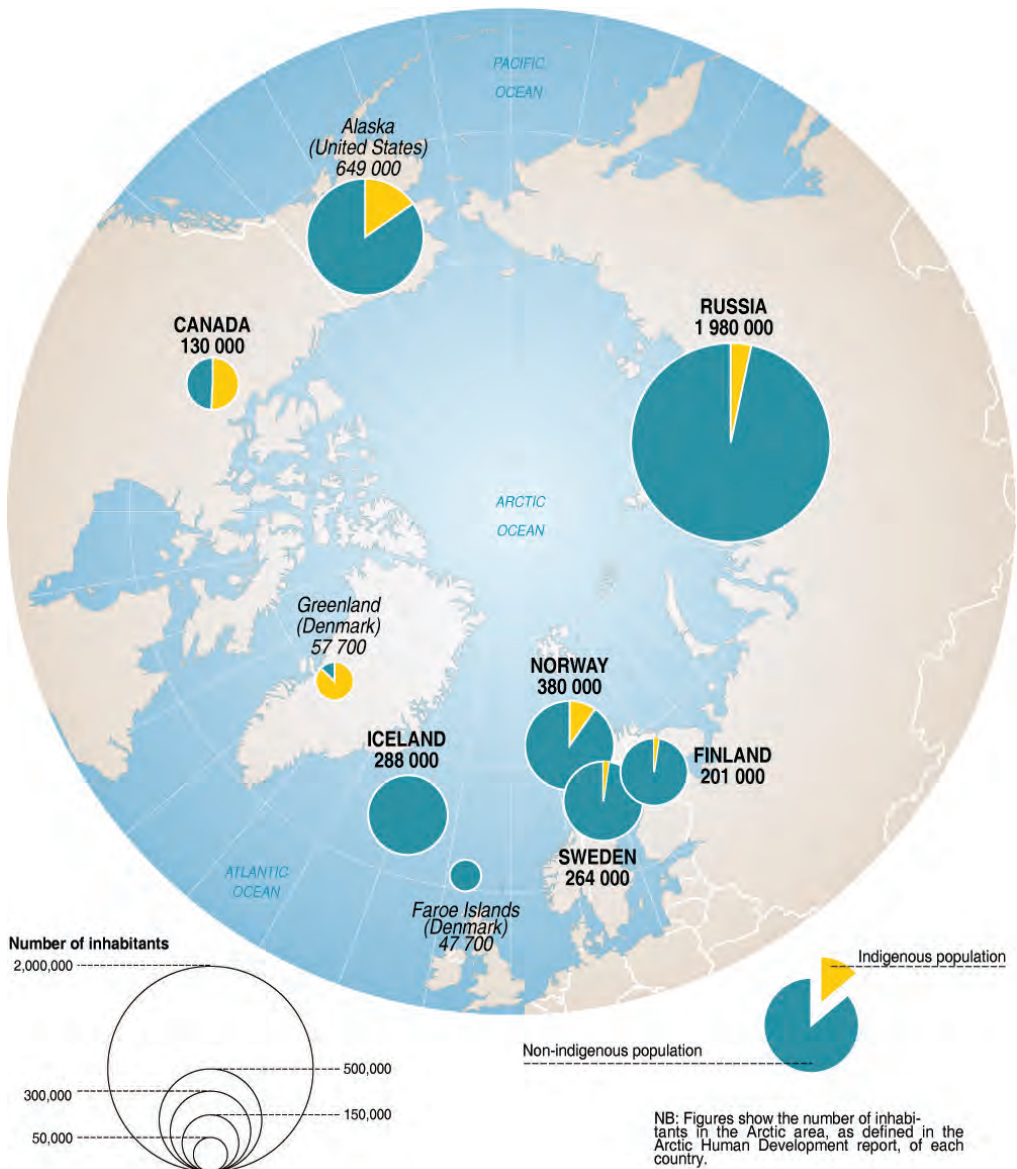 PACIFIC
OCEAN
Alaska
(United States)
649 000
RUSSIA
1 980 000
CANADA
130 000
ARCTIC
OCEAN
Greenland
(Denmark)
57 700
NORWAY
380 000
ICELAND
288 000
FINLAND
201 000
SWEDEN
264 000
ATLANTIC
OCEAN
Faroe Islands
(Denmark)
47 700
Number of inhabitants
2,000,000
500,000
300,000
150,000
50,000
Indigenous population
Non-indigenous population
NB: Figures show the number of inhabi-
tants in the Arctic area, as defined in the
Arctic Human Development report, of each
country.